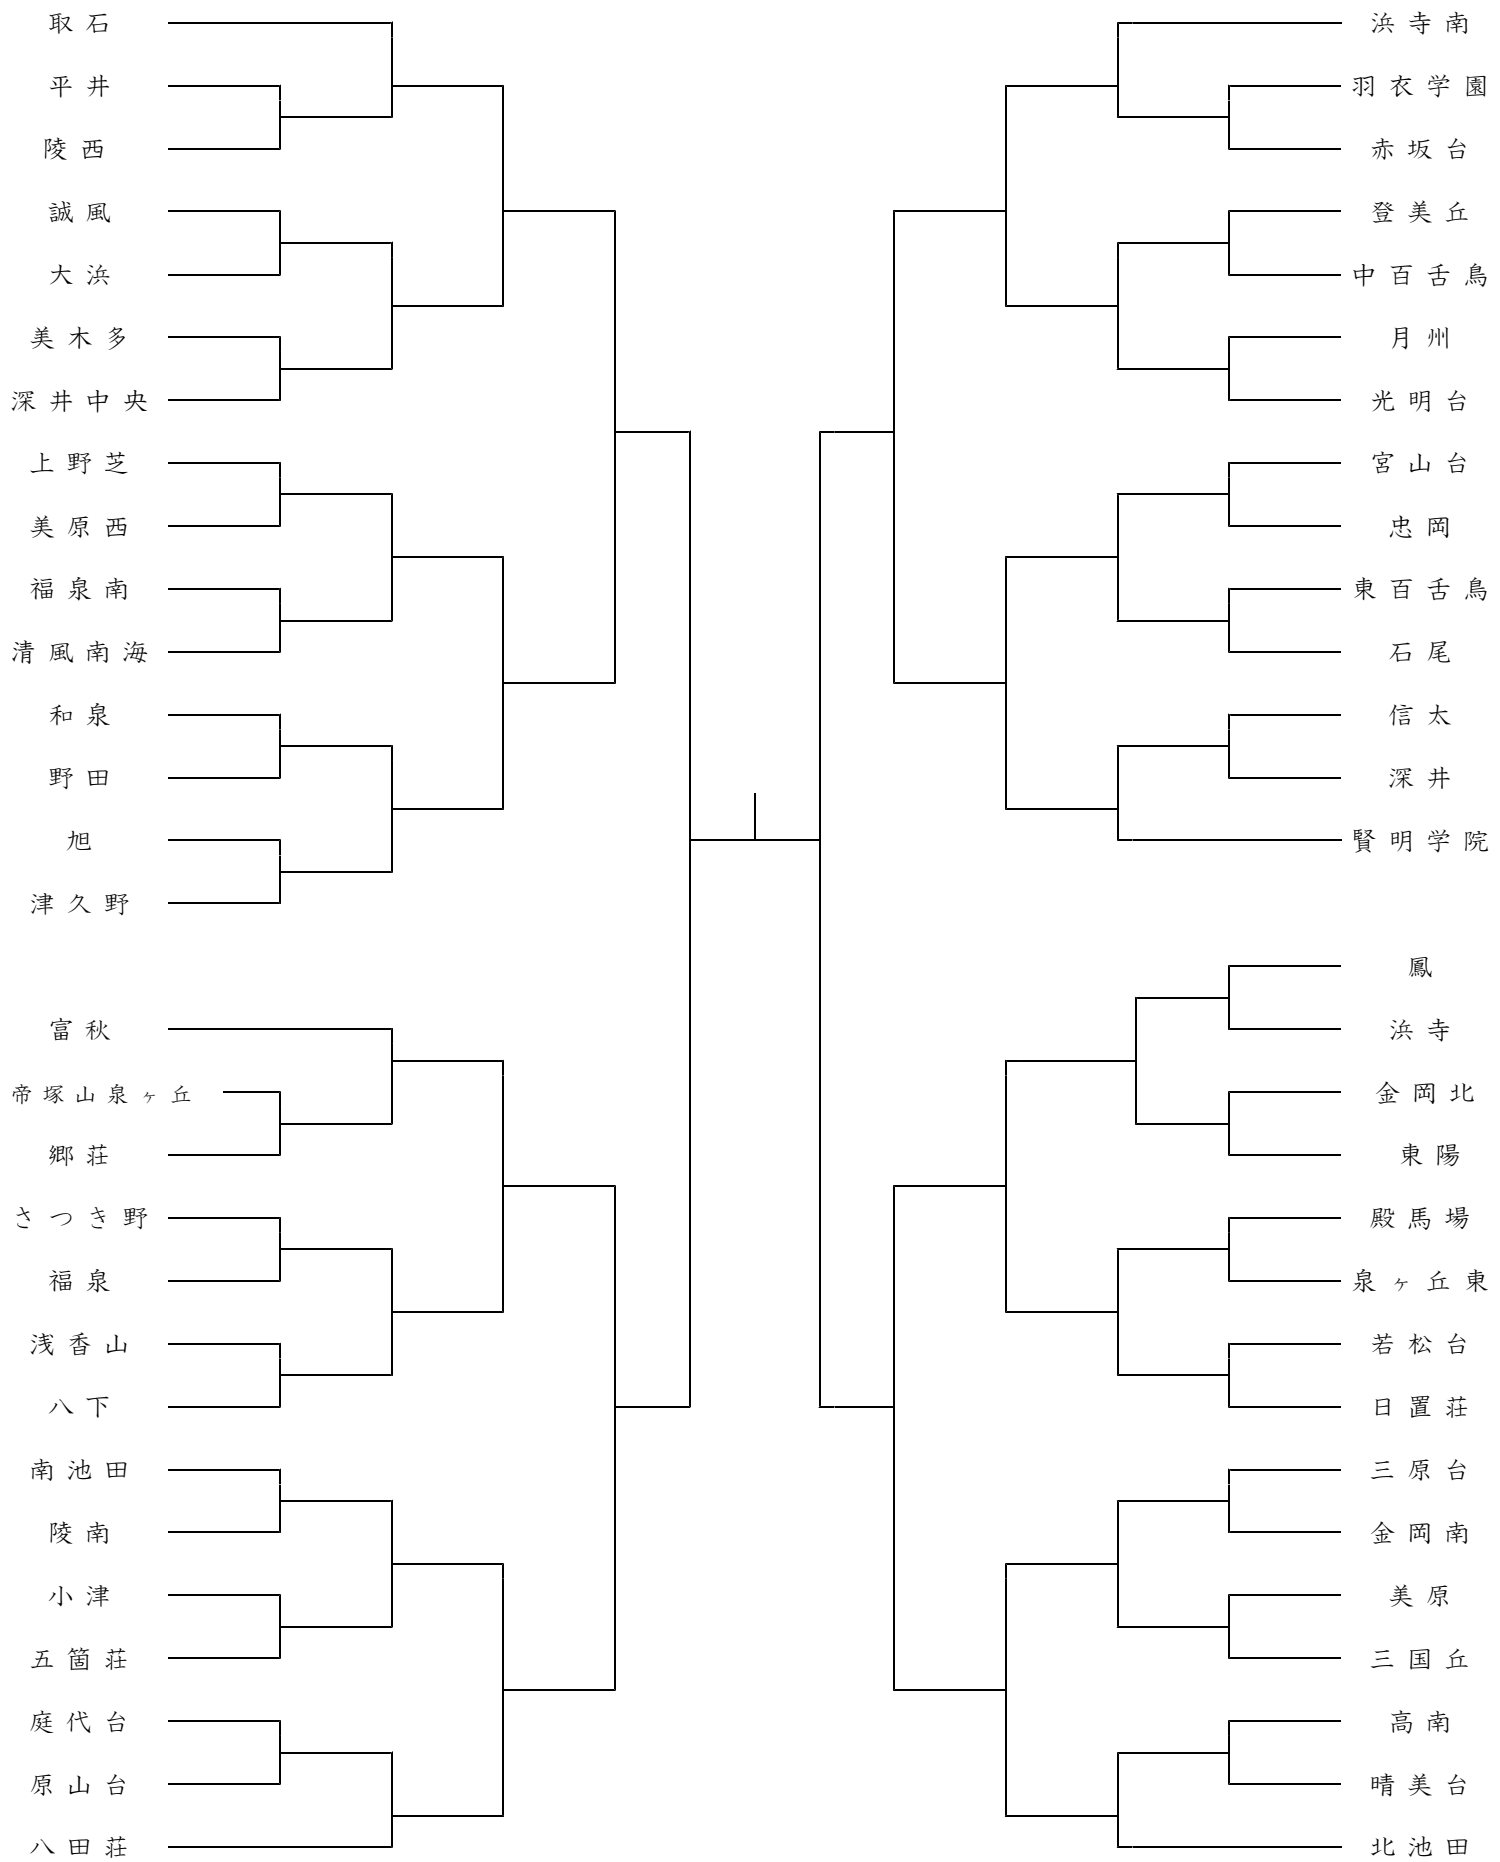 取石
平井
陵西
誠風
大浜
美木多
深井中央
上野芝
美原西
福泉南
清風南海
和泉
野田
旭
津久野
富秋
帝塚山泉ヶ丘
郷荘
さつき野
福泉
浅香山
八下
南池田
陵南
小津
五箇荘
庭代台
原山台
八田荘
浜寺南
羽衣学園
赤坂台
登美丘
中百舌鳥
月州
光明台
宮山台
忠岡
東百舌鳥
石尾
信太
深井
賢明学院
鳳
浜寺
金岡北
東陽
殿馬場
泉ヶ丘東
若松台
日置荘
三原台
金岡南
美原
三国丘
高南
晴美台
北池田